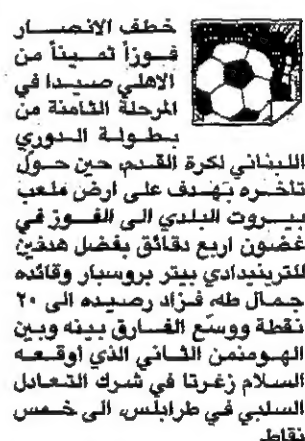 خطف الانصار
فوزاً ثميناً من
الاهلي صيدا في
المرحلة الثامنة من
بطولة الدوري
اللبناني لكرة القدم، حين حول
تلخره بهدف على ارض ملعب
بيروت البلدي الى الفوز في
غضون اربع دقائق بفضل هدفين
للترينيدادي بيتر بروسبار وقائده
جمال طه، فزاد رصيده الى ٢٠
نقطة ووسّع الفارق بينه وبين
الهومنمن الثاني الذي اوقعه
السلام زغرتا في شرك التعادل
السلبي في طرابلس، الى خمس
نقاط.